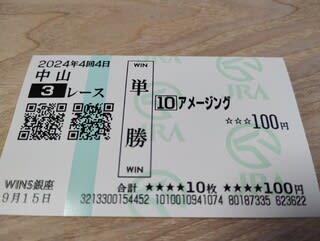 2024年4回4日
中山
3レース
WIN
単勝
WIN
10アメージング
☆☆☆100円
JRA
JRA
JRA
WINS銀座
9月15日
合計 ★★★★10枚 ★★★★100円
3213300154452 1010010941074 80187335 623622